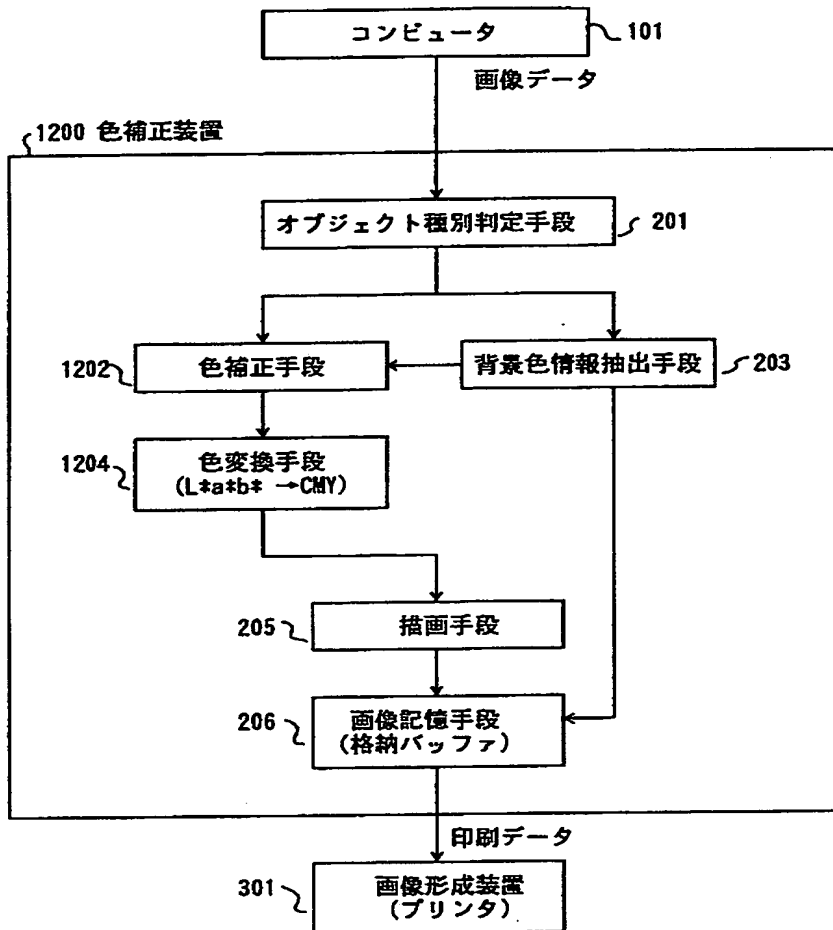 コンピュータ
101
画像データ
1200 色補正装置
オブジェクト種別判定手段
201
1202
色補正手段
背景色情報抽出手段
203
1204
色変換手段
(L*a*b* →CMY)
205
描画手段
206
画像記憶手段
(格納バッファ)
印刷データ
301
画像形成装置
(プリンタ)